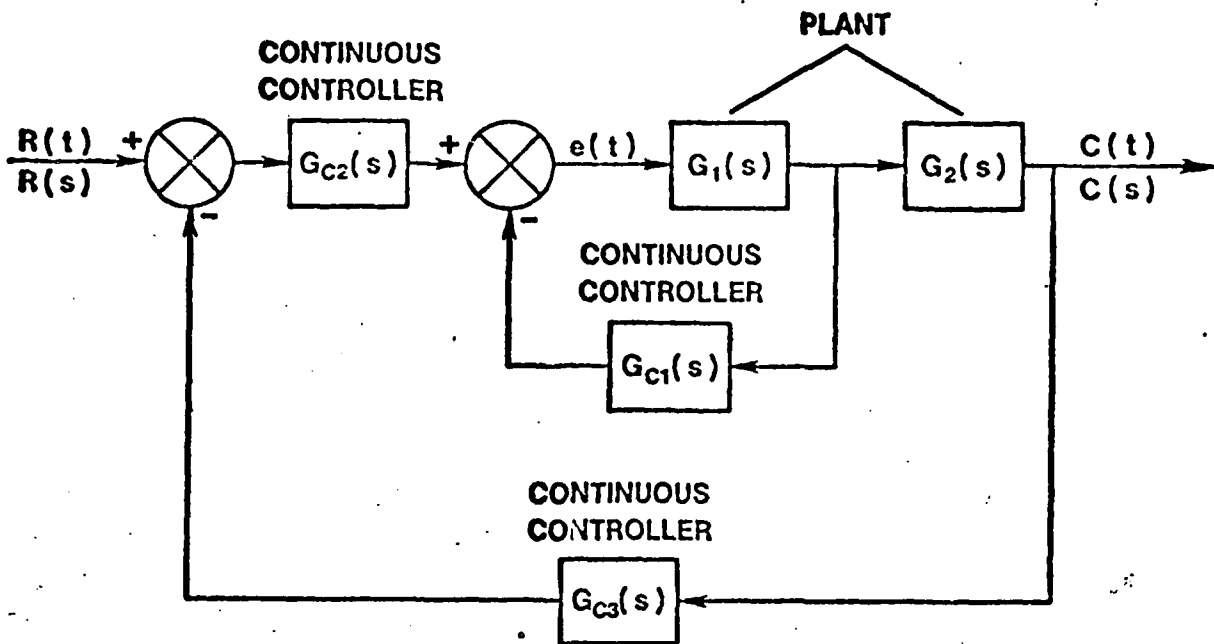 PLANT
CONTINUOUS
CONTROLLER
R(t)
R(s)
+
-
G_C2(s)
+
-
e(t)
G_1(s)
G_2(s)
C(t)
C(s)
CONTINUOUS
CONTROLLER
G_C1(s)
CONTINUOUS
CONTROLLER
G_C3(s)